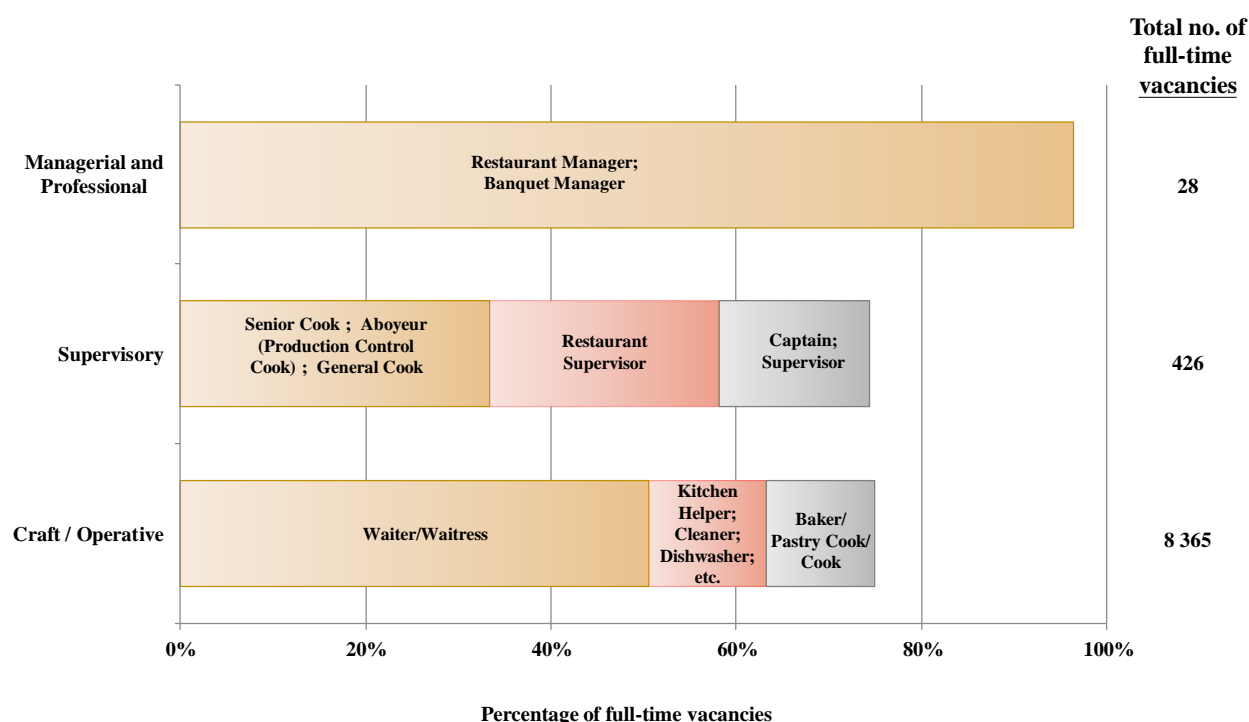 Total no. of
full-time
vacancies
Managerial and
Professional
Restaurant Manager;
Banquet Manager
28
Supervisory
Senior Cook ; Aboyeur
(Production Control
Cook) ; General Cook
Restaurant
Supervisor
Captain;
Supervisor
426
Craft / Operative
Waiter/Waitress
Kitchen
Helper;
Cleaner;
Dishwasher;
etc.
Baker/
Pastry Cook/
Cook
8 365
0%
20%
40%
60%
80%
100%
Percentage of full-time vacancies